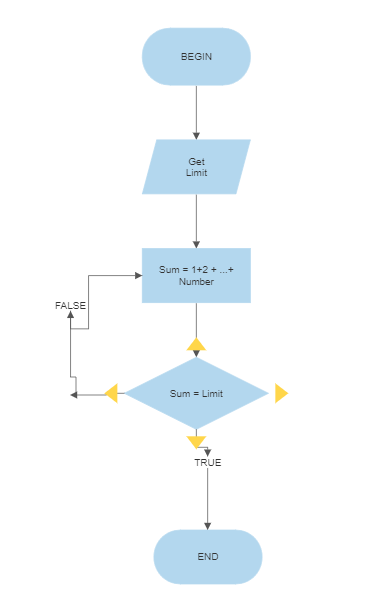 BEGIN
Get
Limit
Sum = 1+2 + ...+
Number
FALSE
Sum = Limit
TRUE
END